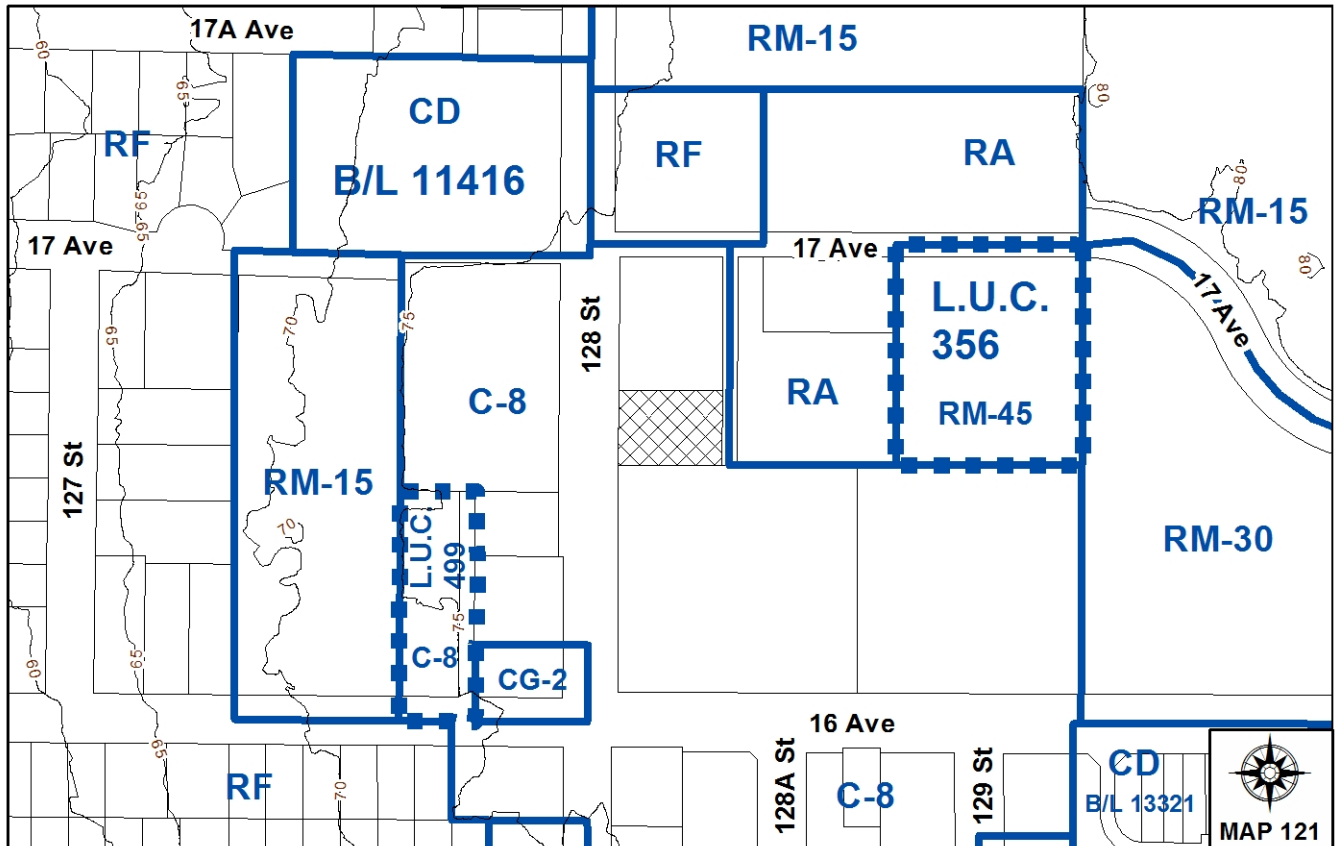 17A Ave
RM-15
60
65
CD
80
RF
B/L 11416
RF
RA
80
65
65
RM-15
17 Ave
17 Ave
80
L.U.C.
356
17 Ave
128 St
65
70
75
C-8
RA
RM-45
127 St
RM-15
70
L.U.C.
499
RM-30
75
C-8
CG-2
60
65
16 Ave
65
128A St
129 St
CD
RF
70
C-8
B/L 13321
MAP 121